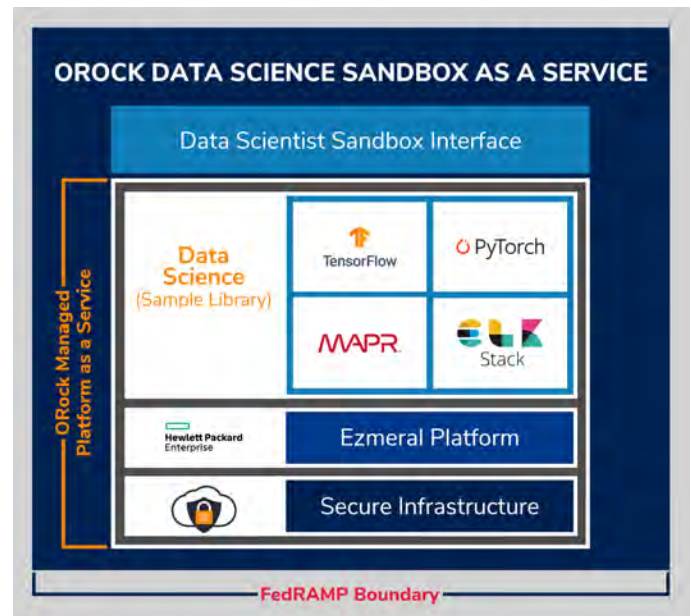 OROCK DATA SCIENCE SANDBOX AS A SERVICE
Data Scientist Sandbox Interface
ORock Managed
Platform as a Service
Data
Science
(Sample Library)
TensorFlow
PyTorch
MAPR
ELK
Stack
Hewlett Packard
Enterprise
Ezmeral Platform
Secure Infrastructure
FedRAMP Boundary